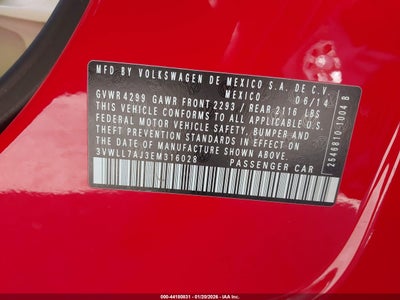 MFD BY VOLKSWAGEN DE MEXICO S.A. DE C.V.
MEXICO 06/14
GVWR 4299 GAWR FRONT 2293 / REAR 2116 LBS
THIS VEHICLE CONFORMS TO ALL APPLICABLE U.S.
FEDERAL MOTOR VEHICLE SAFETY, BUMPER AND
THEFT PREVENTION STANDARDS IN EFFECT ON THE
DATE OF MANUFACTURE SHOWN ABOVE
3VWLL7AJ3EM316028 PASSENGER CAR
2546810-1004 B
000-44180831 - 01/20/2026 - IAA Inc.